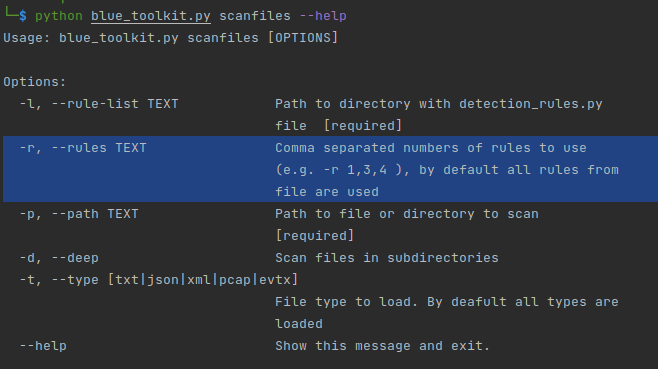 └─$ python blue_toolkit.py scanfiles --help
Usage: blue_toolkit.py scanfiles [OPTIONS]
Options:
-l, --rule-list TEXT Path to directory with detection_rules.py
file [required]
-r, --rules TEXT Comma separated numbers of rules to use
(e.g. -r 1,3,4 ), by default all rules from
file are used
-p, --path TEXT Path to file or directory to scan
[required]
-d, --deep Scan files in subdirectories
-t, --type [txt|json|xml|pcap|evtx]
File type to load. By deafult all types are
loaded
--help Show this message and exit.